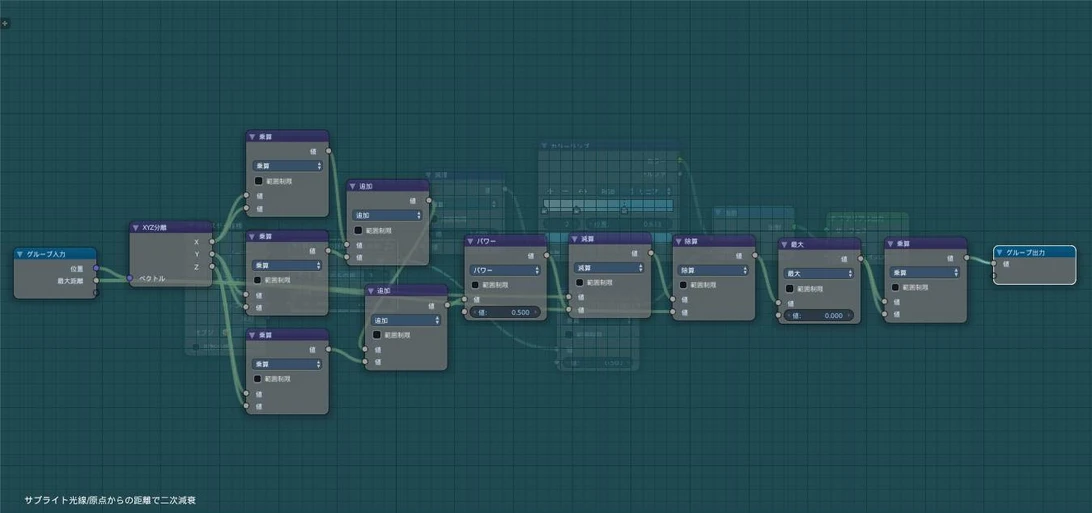 グループ入力
位置
最大距離
XYZ分離
X
Y
Z
ベクトル
乗算
値
乗算
範囲制限
値
値
乗算
値
乗算
範囲制限
値
値
乗算
値
乗算
範囲制限
値
値
追加
値
追加
範囲制限
値
値
追加
値
追加
範囲制限
値
値
パワー
値
パワー
範囲制限
値
値: 0.500
減算
値
減算
範囲制限
値
値
除算
値
除算
範囲制限
値
値
最大
値
最大
範囲制限
値
値: 0.000
乗算
値
乗算
範囲制限
値
値
グループ出力
値
サブライト光線/原点からの距離で二次減衰